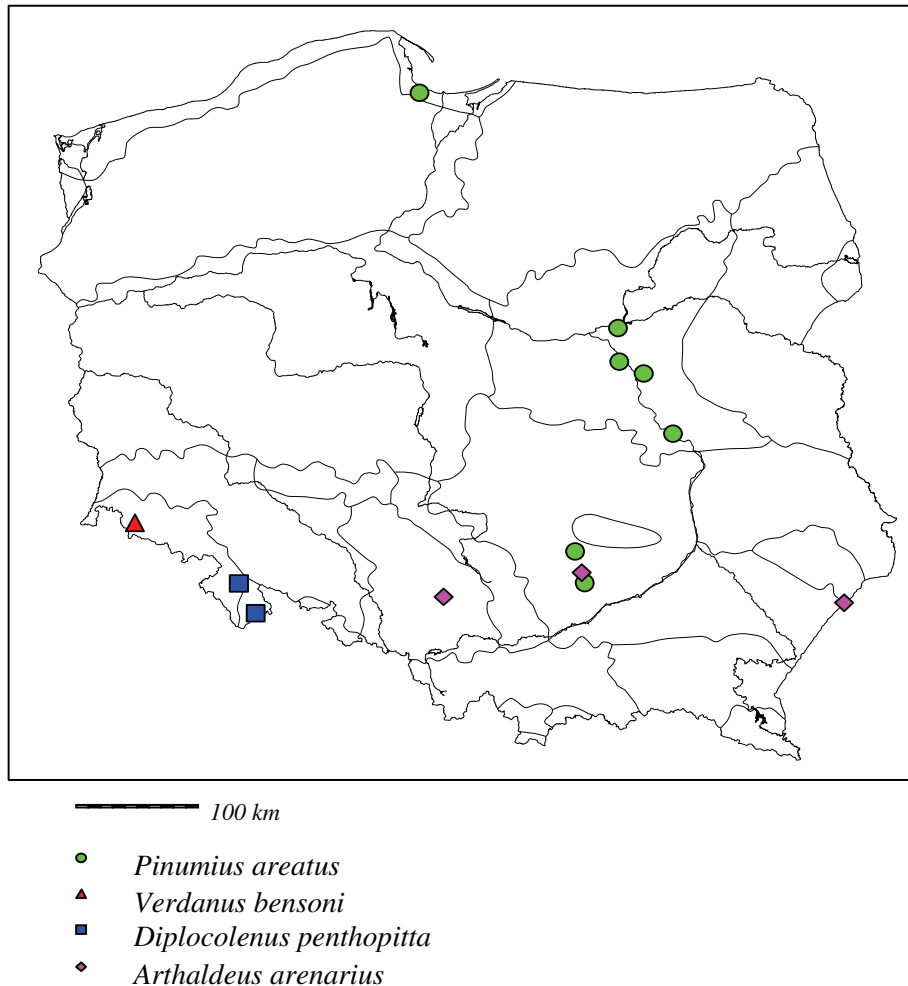 100 km
Pinumius areatus
Verdanus bensoni
Diplocolenus penthopitta
Arthaldeus arenarius